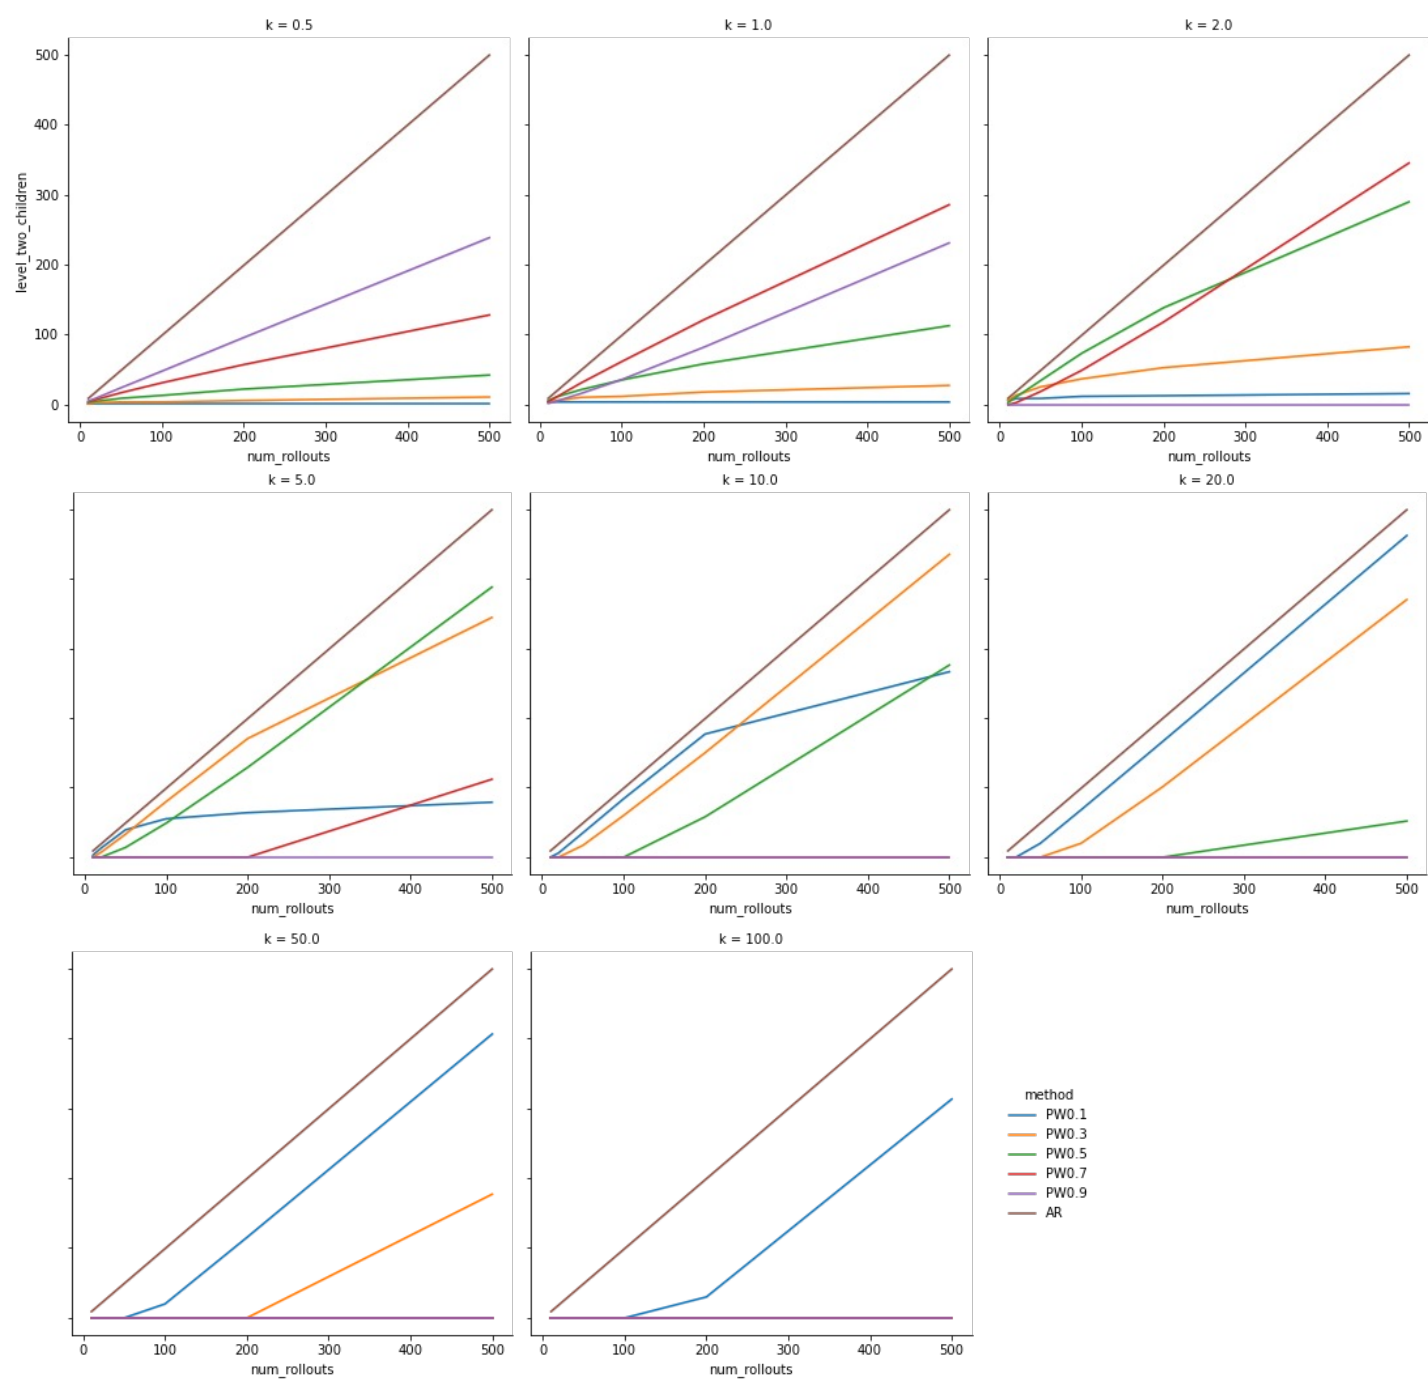 k = 0.5
k = 1.0
k = 2.0
500
400
300
200
100
0
level_two_children
0 100 200 300 400 500
0 100 200 300 400 500
0 100 200 300 400 500
num_rollouts
num_rollouts
num_rollouts
k = 5.0
k = 10.0
k = 20.0
0 100 200 300 400 500
0 100 200 300 400 500
0 100 200 300 400 500
num_rollouts
num_rollouts
num_rollouts
k = 50.0
k = 100.0
0 100 200 300 400 500
0 100 200 300 400 500
num_rollouts
num_rollouts
method
PW0.1
PW0.3
PW0.5
PW0.7
PW0.9
AR